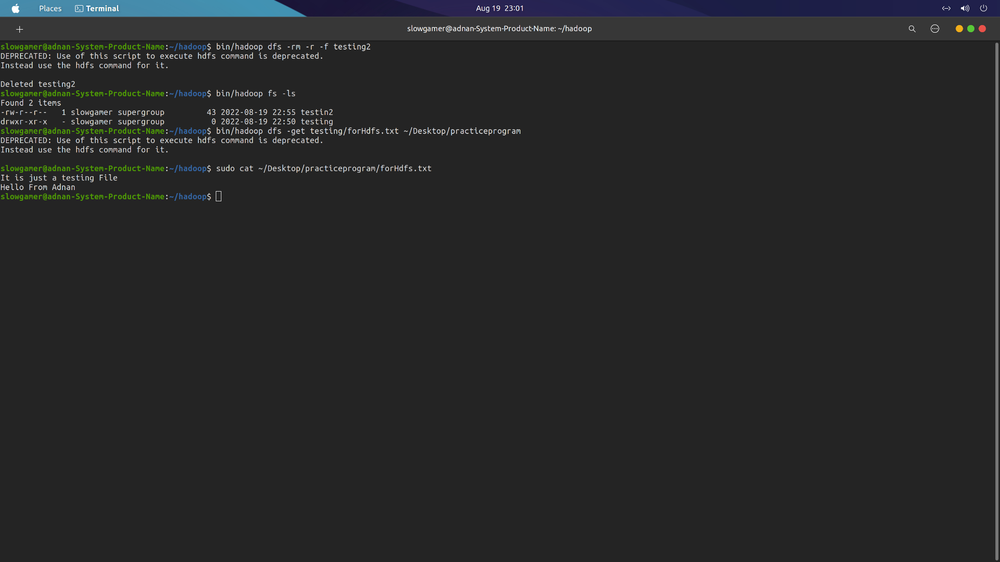 Places Terminal Aug 19 23:01
slowgamer@adnan-System-Product-Name: ~/hadoop
slowgamer@adnan-System-Product-Name:~/hadoop$ bin/hadoop dfs -rm -r -f testing2
DEPRECATED: Use of this script to execute hdfs command is deprecated.
Instead use the hdfs command for it.
Deleted testing2
slowgamer@adnan-System-Product-Name:~/hadoop$ bin/hadoop fs -ls
Found 2 items
-rw-r--r--   1 slowgamer supergroup         43 2022-08-19 22:55 testin2
drwxr-xr-x   - slowgamer supergroup          0 2022-08-19 22:50 testing
slowgamer@adnan-System-Product-Name:~/hadoop$ bin/hadoop dfs -get testing/forHdfs.txt ~/Desktop/practiceprogram
DEPRECATED: Use of this script to execute hdfs command is deprecated.
Instead use the hdfs command for it.
slowgamer@adnan-System-Product-Name:~/hadoop$ sudo cat ~/Desktop/practiceprogram/forHdfs.txt
It is just a testing File
Hello From Adnan
slowgamer@adnan-System-Product-Name:~/hadoop$